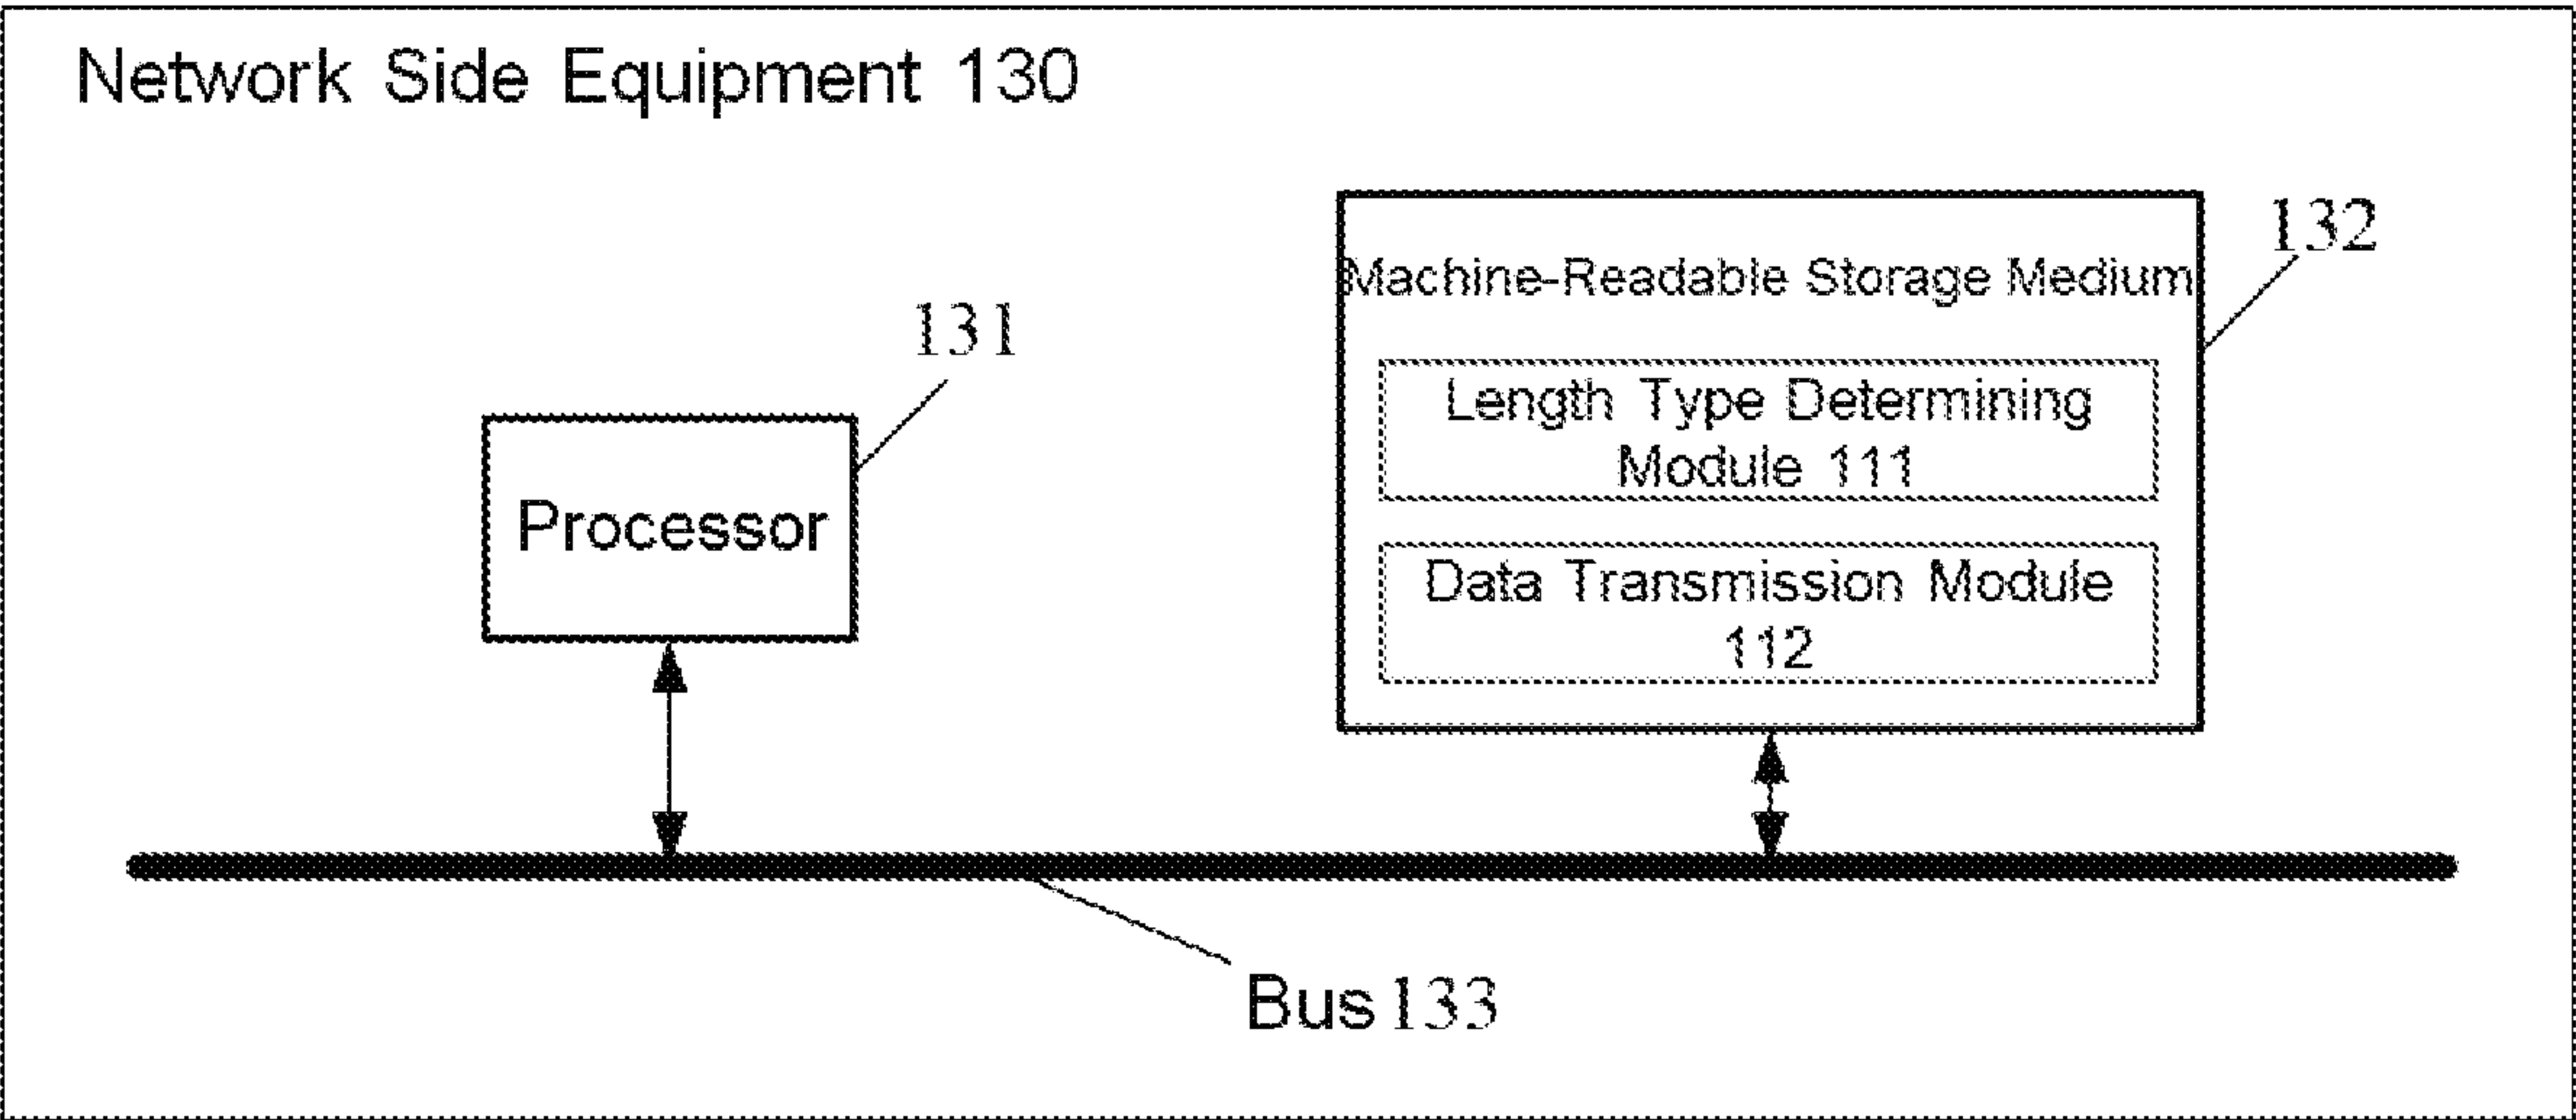 Network Side Equipment 130
132
Machine-Readable Storage Medium
131
Length Type Determining
Module 111
Processor
Data Transmission Module
112
Bus 133